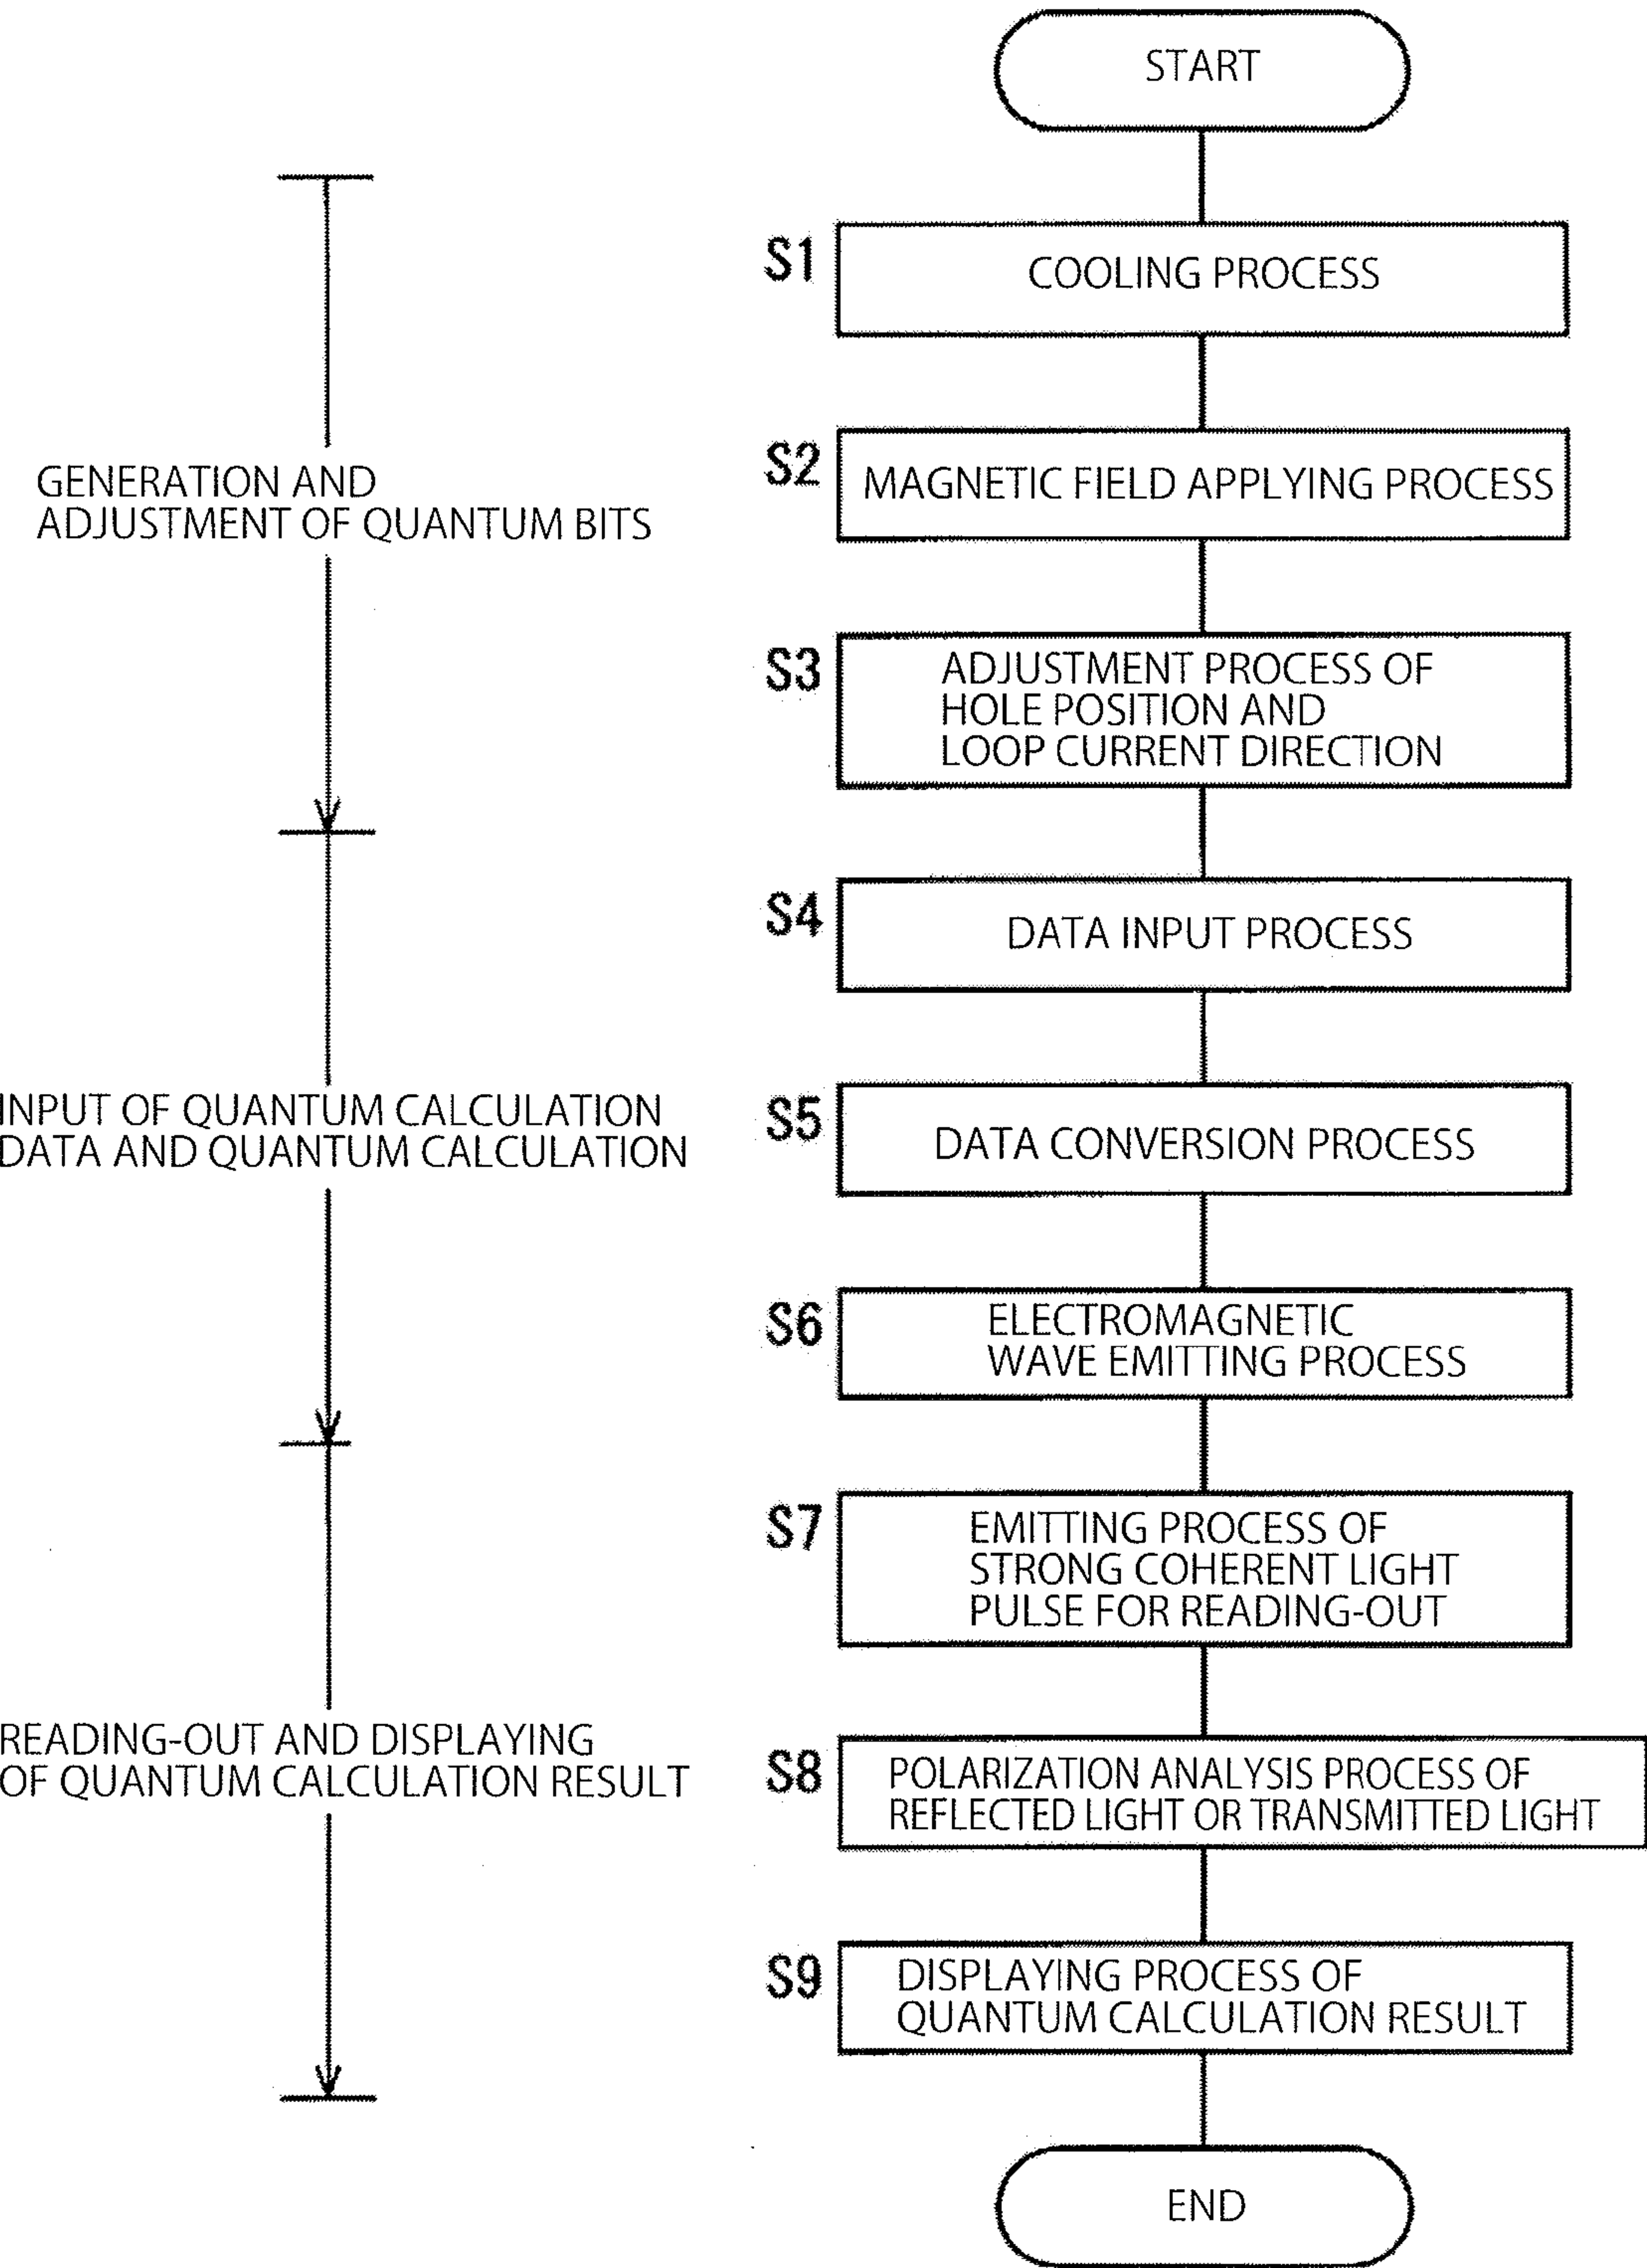 START
S1
COOLING PROCESS
S2
MAGNETIC FIELD APPLYING PROCESS
GENERATION AND
ADJUSTMENT OF QUANTUM BITS
S3
ADJUSTMENT PROCESS OF
HOLE POSITION AND
LOOP CURRENT DIRECTION
S4
DATA INPUT PROCESS
INPUT OF QUANTUM CALCULATION
DATA AND QUANTUM CALCULATION
S5
DATA CONVERSION PROCESS
S6
ELECTROMAGNETIC
WAVE EMITTING PROCESS
S7
EMITTING PROCESS OF
STRONG COHERENT LIGHT
PULSE FOR READING-OUT
READING-OUT AND DISPLAYING
OF QUANTUM CALCULATION RESULT
S8
POLARIZATION ANALYSIS PROCESS OF
REFLECTED LIGHT OR TRANSMITTED LIGHT
S9
DISPLAYING PROCESS OF
QUANTUM CALCULATION RESULT
END